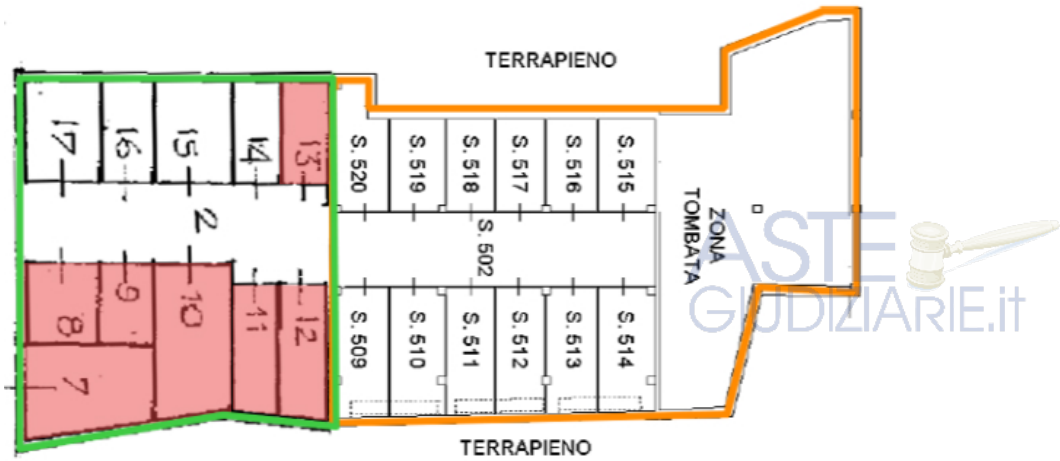 TERRAPIENO
17
16
15
14
13
S. 520
S. 519
S. 518
S. 517
S. 516
S. 515
2
S. 502
ZONA
TOMBATA
ASTE
GIUDIZIARIE.it
8
9
10
11
12
7
S. 509
S. 510
S. 511
S. 512
S. 513
S. 514
TERRAPIENO